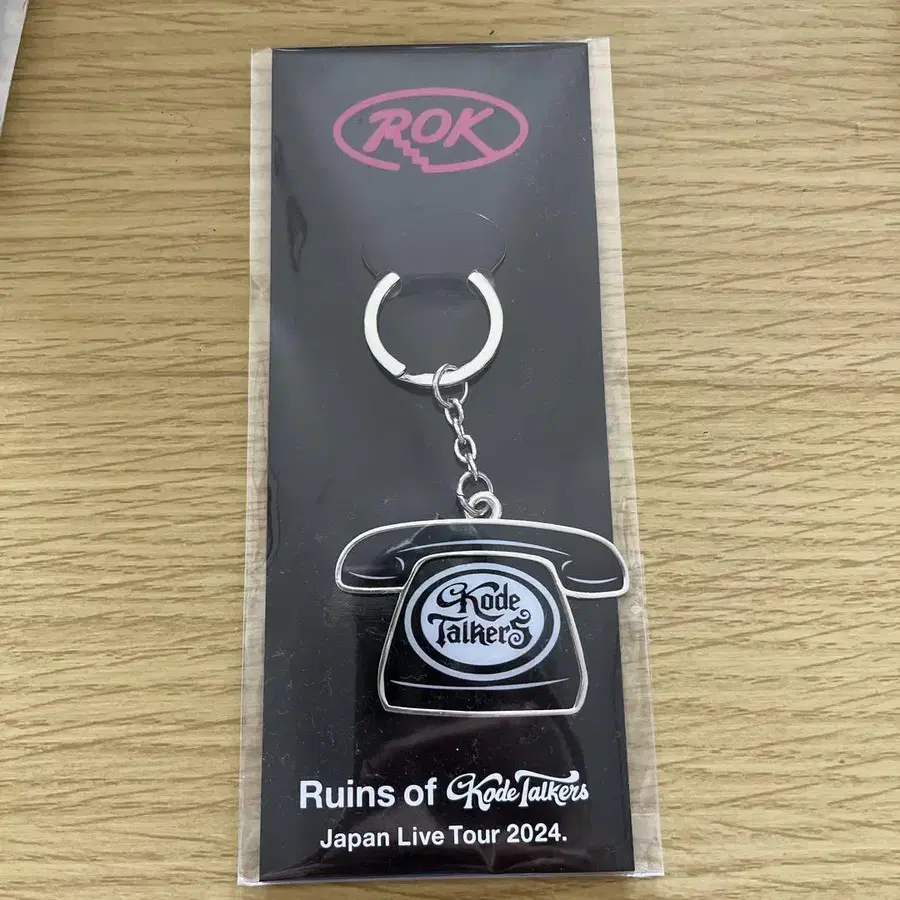 ROK
Kode
Talkers
Ruins of Kode Talkers
Japan Live Tour 2024.